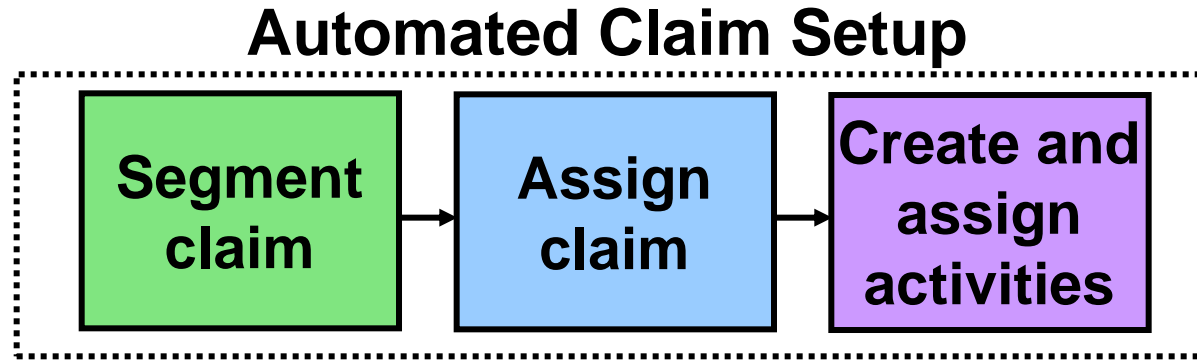 Automated Claim Setup
Segment
claim
Assign
claim
Create and
assign
activities